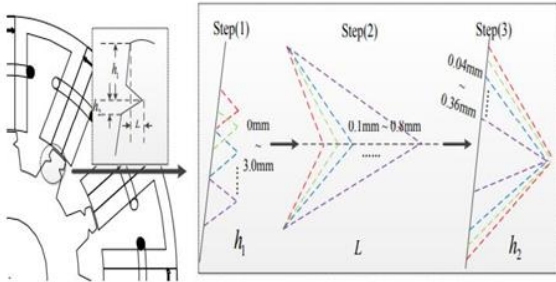 h₁
h₂
L
Step(1)
0mm
~
3.0mm
h₁
Step(2)
0.1mm ~ 0.8mm
......
L
Step(3)
0.04mm
~
0.36mm
h₂